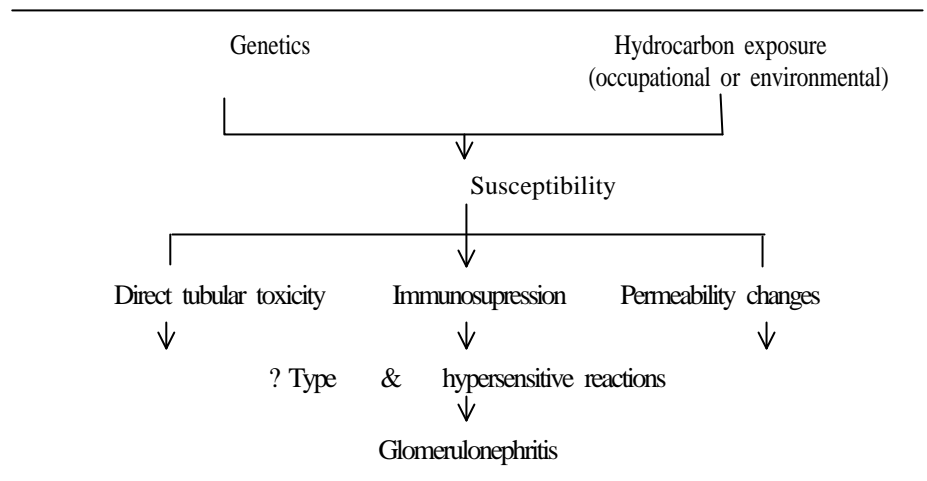 Genetics Hydrocarbon exposure
(occupational or environmental)
Susceptibility
Direct tubular toxicity Immunosupression Permeability changes
? Type & hypersensitive reactions
Glomerulonephritis